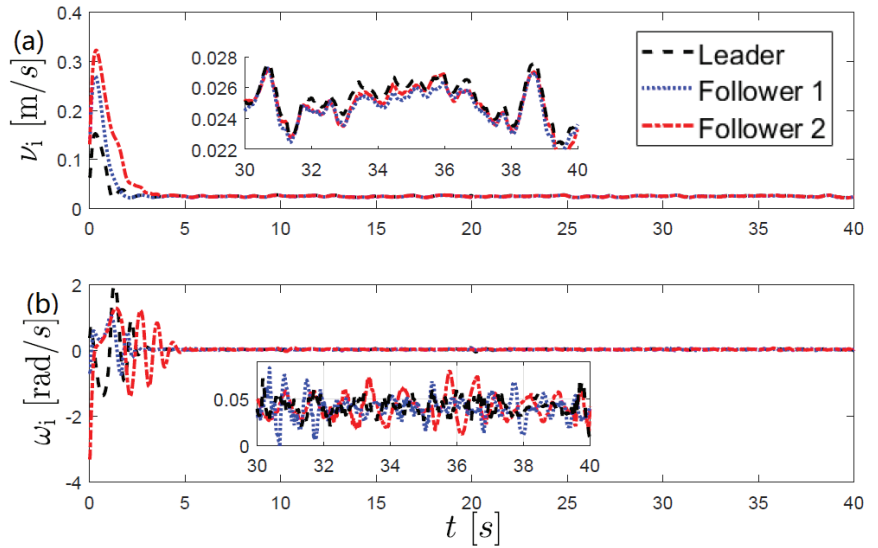 (a)
νᵢ [m/s]
0.4
0.3
0.2
0.1
0
0.028
0.026
0.024
0.022
30 32 34 36 38 40
Leader
Follower 1
Follower 2
0 5 10 15 20 25 30 35 40
(b)
ωᵢ [rad/s]
2
0
-2
-4
0.05
0
30 32 34 36 38 40
0 5 10 15 20 25 30 35 40
t [s]